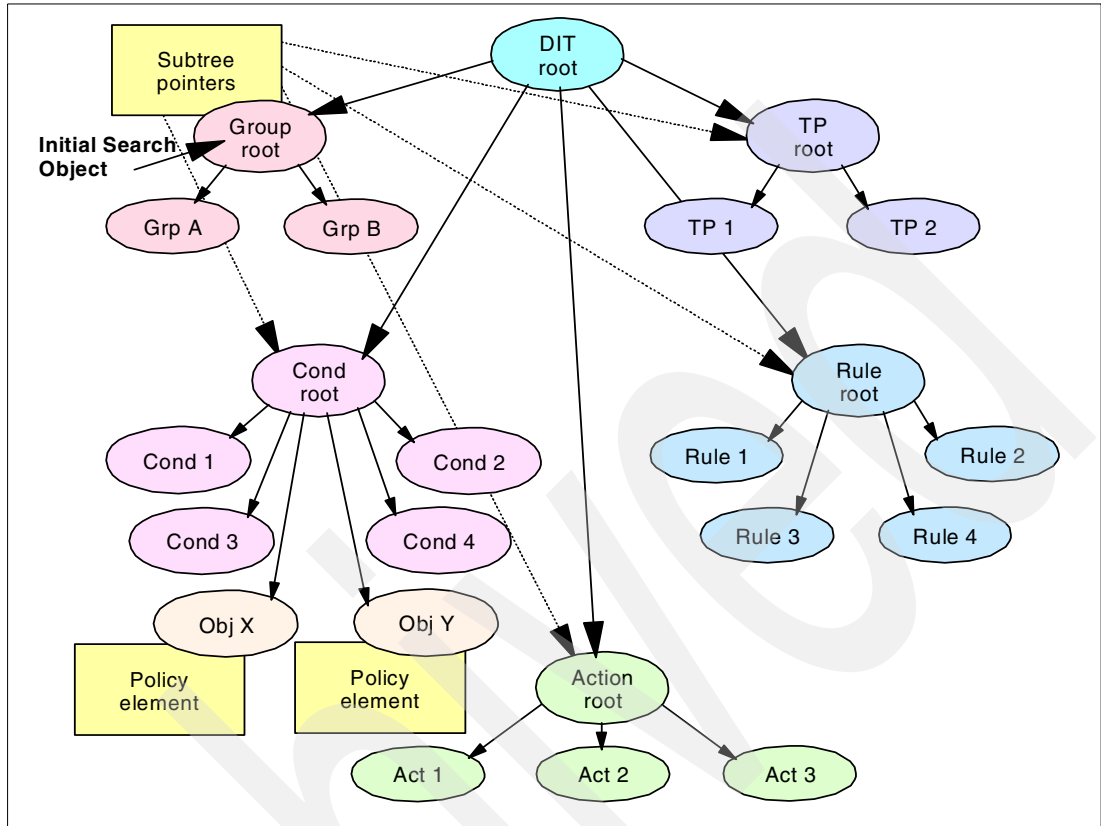 Subtree
pointers
DIT
root
Group
root
TP
root
Initial Search
Object
Grp A
Grp B
TP 1
TP 2
Cond
root
Rule
root
Cond 1
Cond 2
Rule 1
Rule 2
Cond 3
Cond 4
Rule 3
Rule 4
Obj X
Obj Y
Policy
element
Policy
element
Action
root
Act 1
Act 2
Act 3